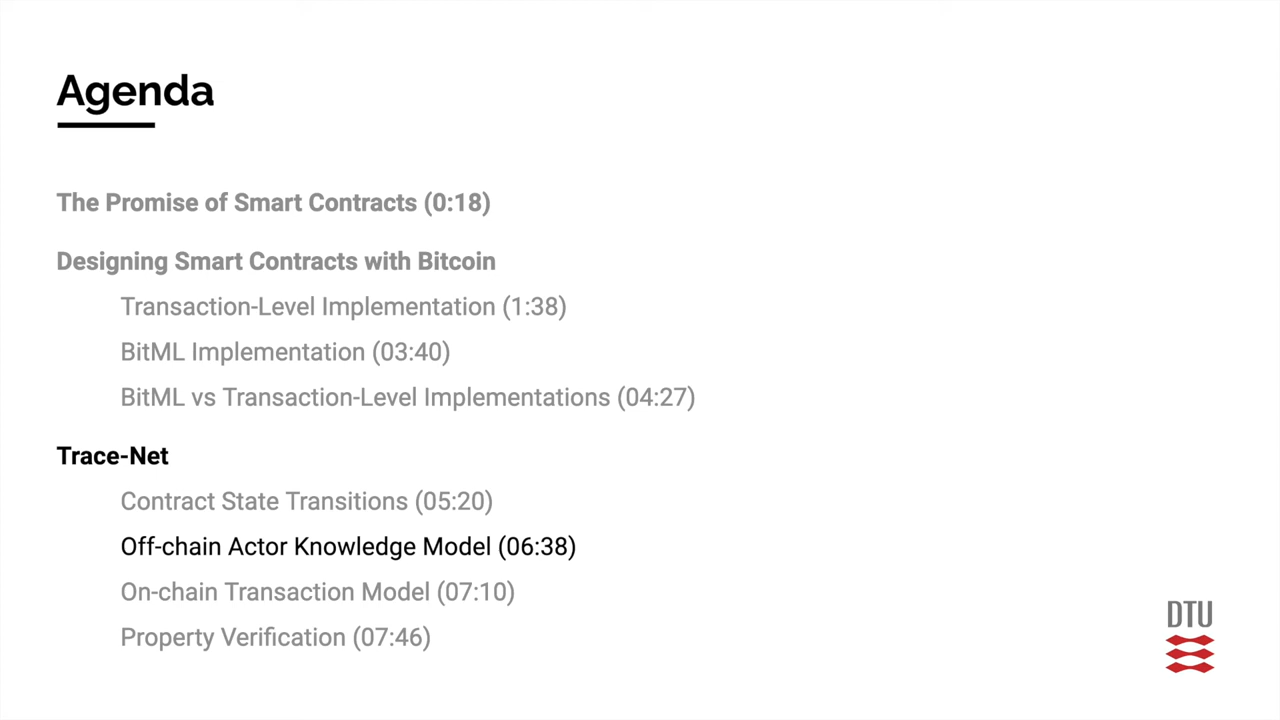 Agenda
The Promise of Smart Contracts (0:18)
Designing Smart Contracts with Bitcoin
Transaction-Level Implementation (1:38)
BitML Implementation (03:40)
BitML vs Transaction-Level Implementations (04:27)
Trace-Net
Contract State Transitions (05:20)
Off-chain Actor Knowledge Model (06:38)
On-chain Transaction Model (07:10)
Property Verification (07:46)
DTU